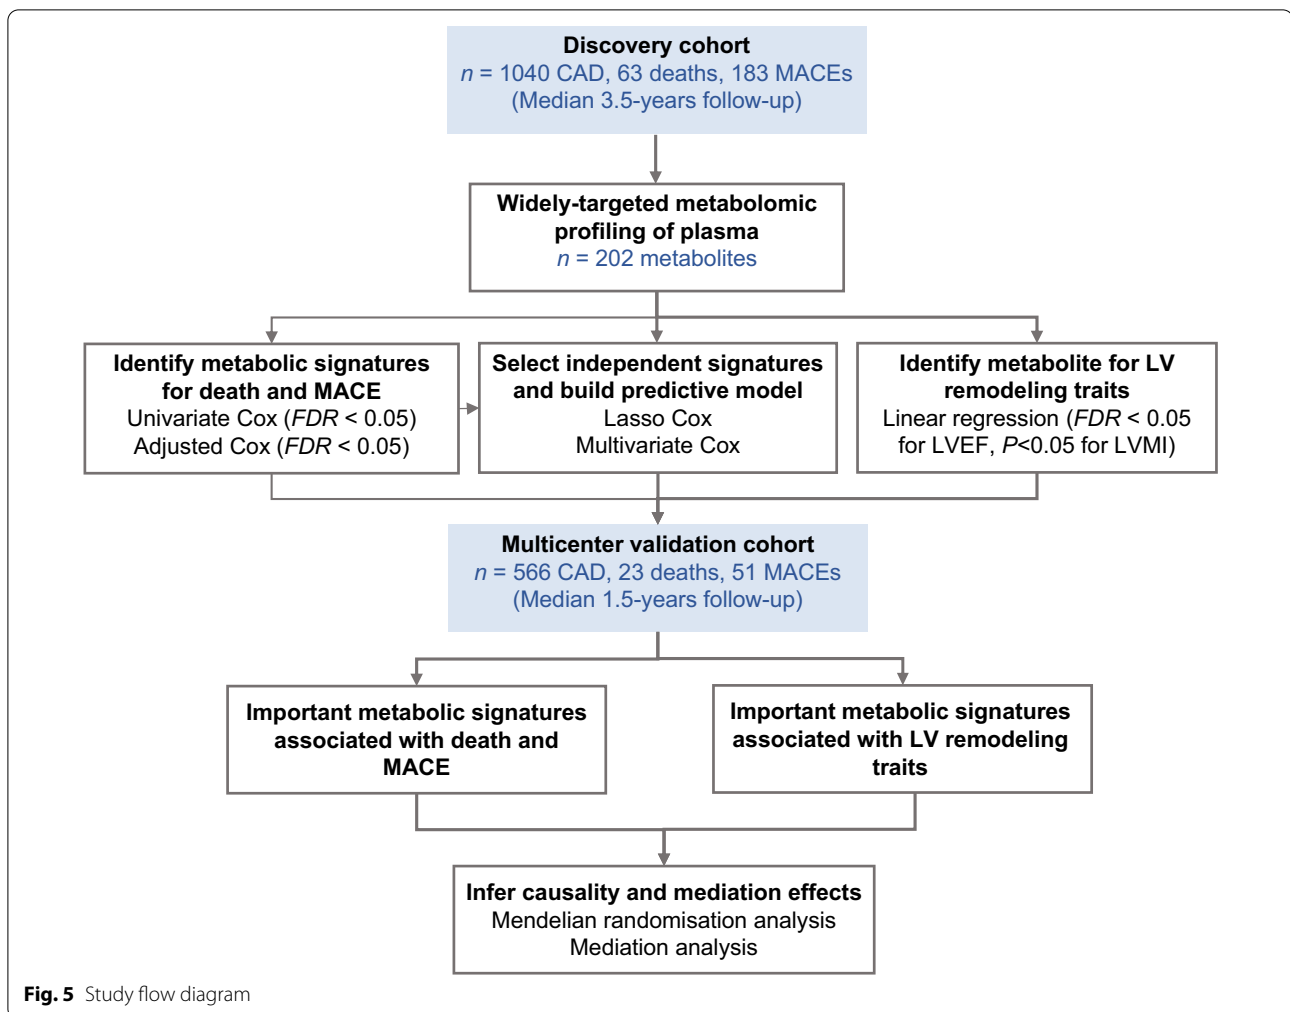 Discovery cohort
n = 1040 CAD, 63 deaths, 183 MACEs
(Median 3.5-years follow-up)
Widely-targeted metabolomic
profiling of plasma
n = 202 metabolites
Identify metabolic signatures
for death and MACE
Univariate Cox (FDR < 0.05)
Adjusted Cox (FDR < 0.05)
Select independent signatures
and build predictive model
Lasso Cox
Multivariate Cox
Identify metabolite for LV
remodeling traits
Linear regression (FDR < 0.05
for LVEF, P<0.05 for LVMI)
Multicenter validation cohort
n = 566 CAD, 23 deaths, 51 MACEs
(Median 1.5-years follow-up)
Important metabolic signatures
associated with death and
MACE
Important metabolic signatures
associated with LV remodeling
traits
Infer causality and mediation effects
Mendelian randomisation analysis
Mediation analysis
Fig. 5 Study flow diagram